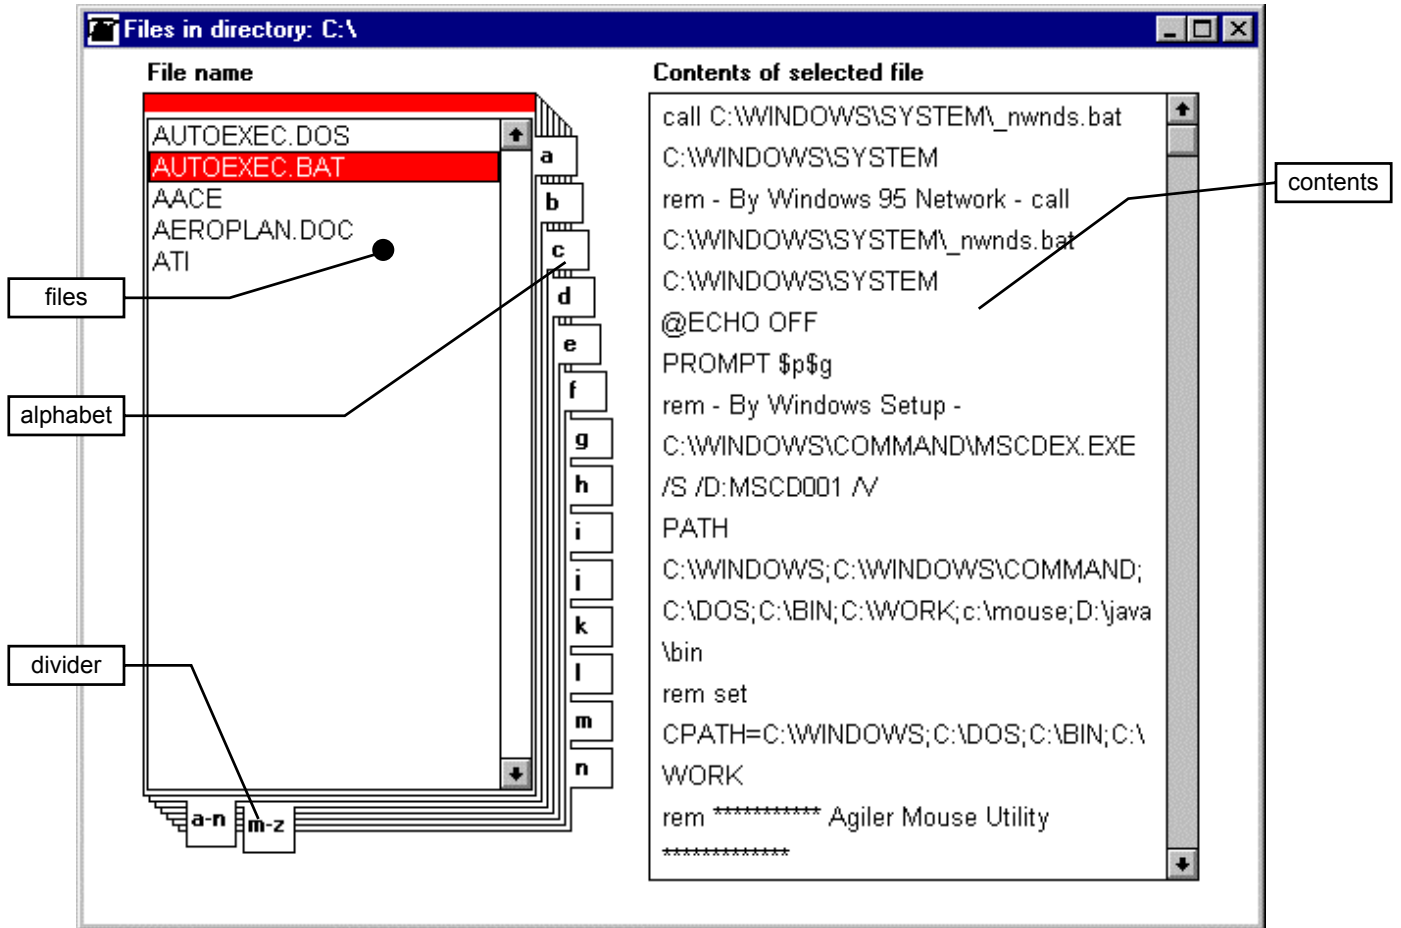 Files in directory: C:\
File name
Contents of selected file
AUTOEXEC.DOS
AUTOEXEC.BAT
AACE
AEROPLAN.DOC
ATI
a
b
c
d
e
f
g
h
i
j
k
l
m
n
a-n
m-z
call C:\WINDOWS\SYSTEM\_nwnds.bat
C:\WINDOWS\SYSTEM
rem - By Windows 95 Network - call
C:\WINDOWS\SYSTEM\_nwnds.bat
C:\WINDOWS\SYSTEM
@ECHO OFF
PROMPT $p$g
rem - By Windows Setup -
C:\WINDOWS\COMMAND\MSCDEX.EXE
/S /D:MSCD001 /V
PATH
C:\WINDOWS;C:\WINDOWS\COMMAND;
C:\DOS;C:\BIN;C:\WORK;c:\mouse;D:\java
\bin
rem set
CPATH=C:\WINDOWS;C:\DOS;C:\BIN;C:\
WORK
rem *********** Agiler Mouse Utility
*************
files
alphabet
divider
contents